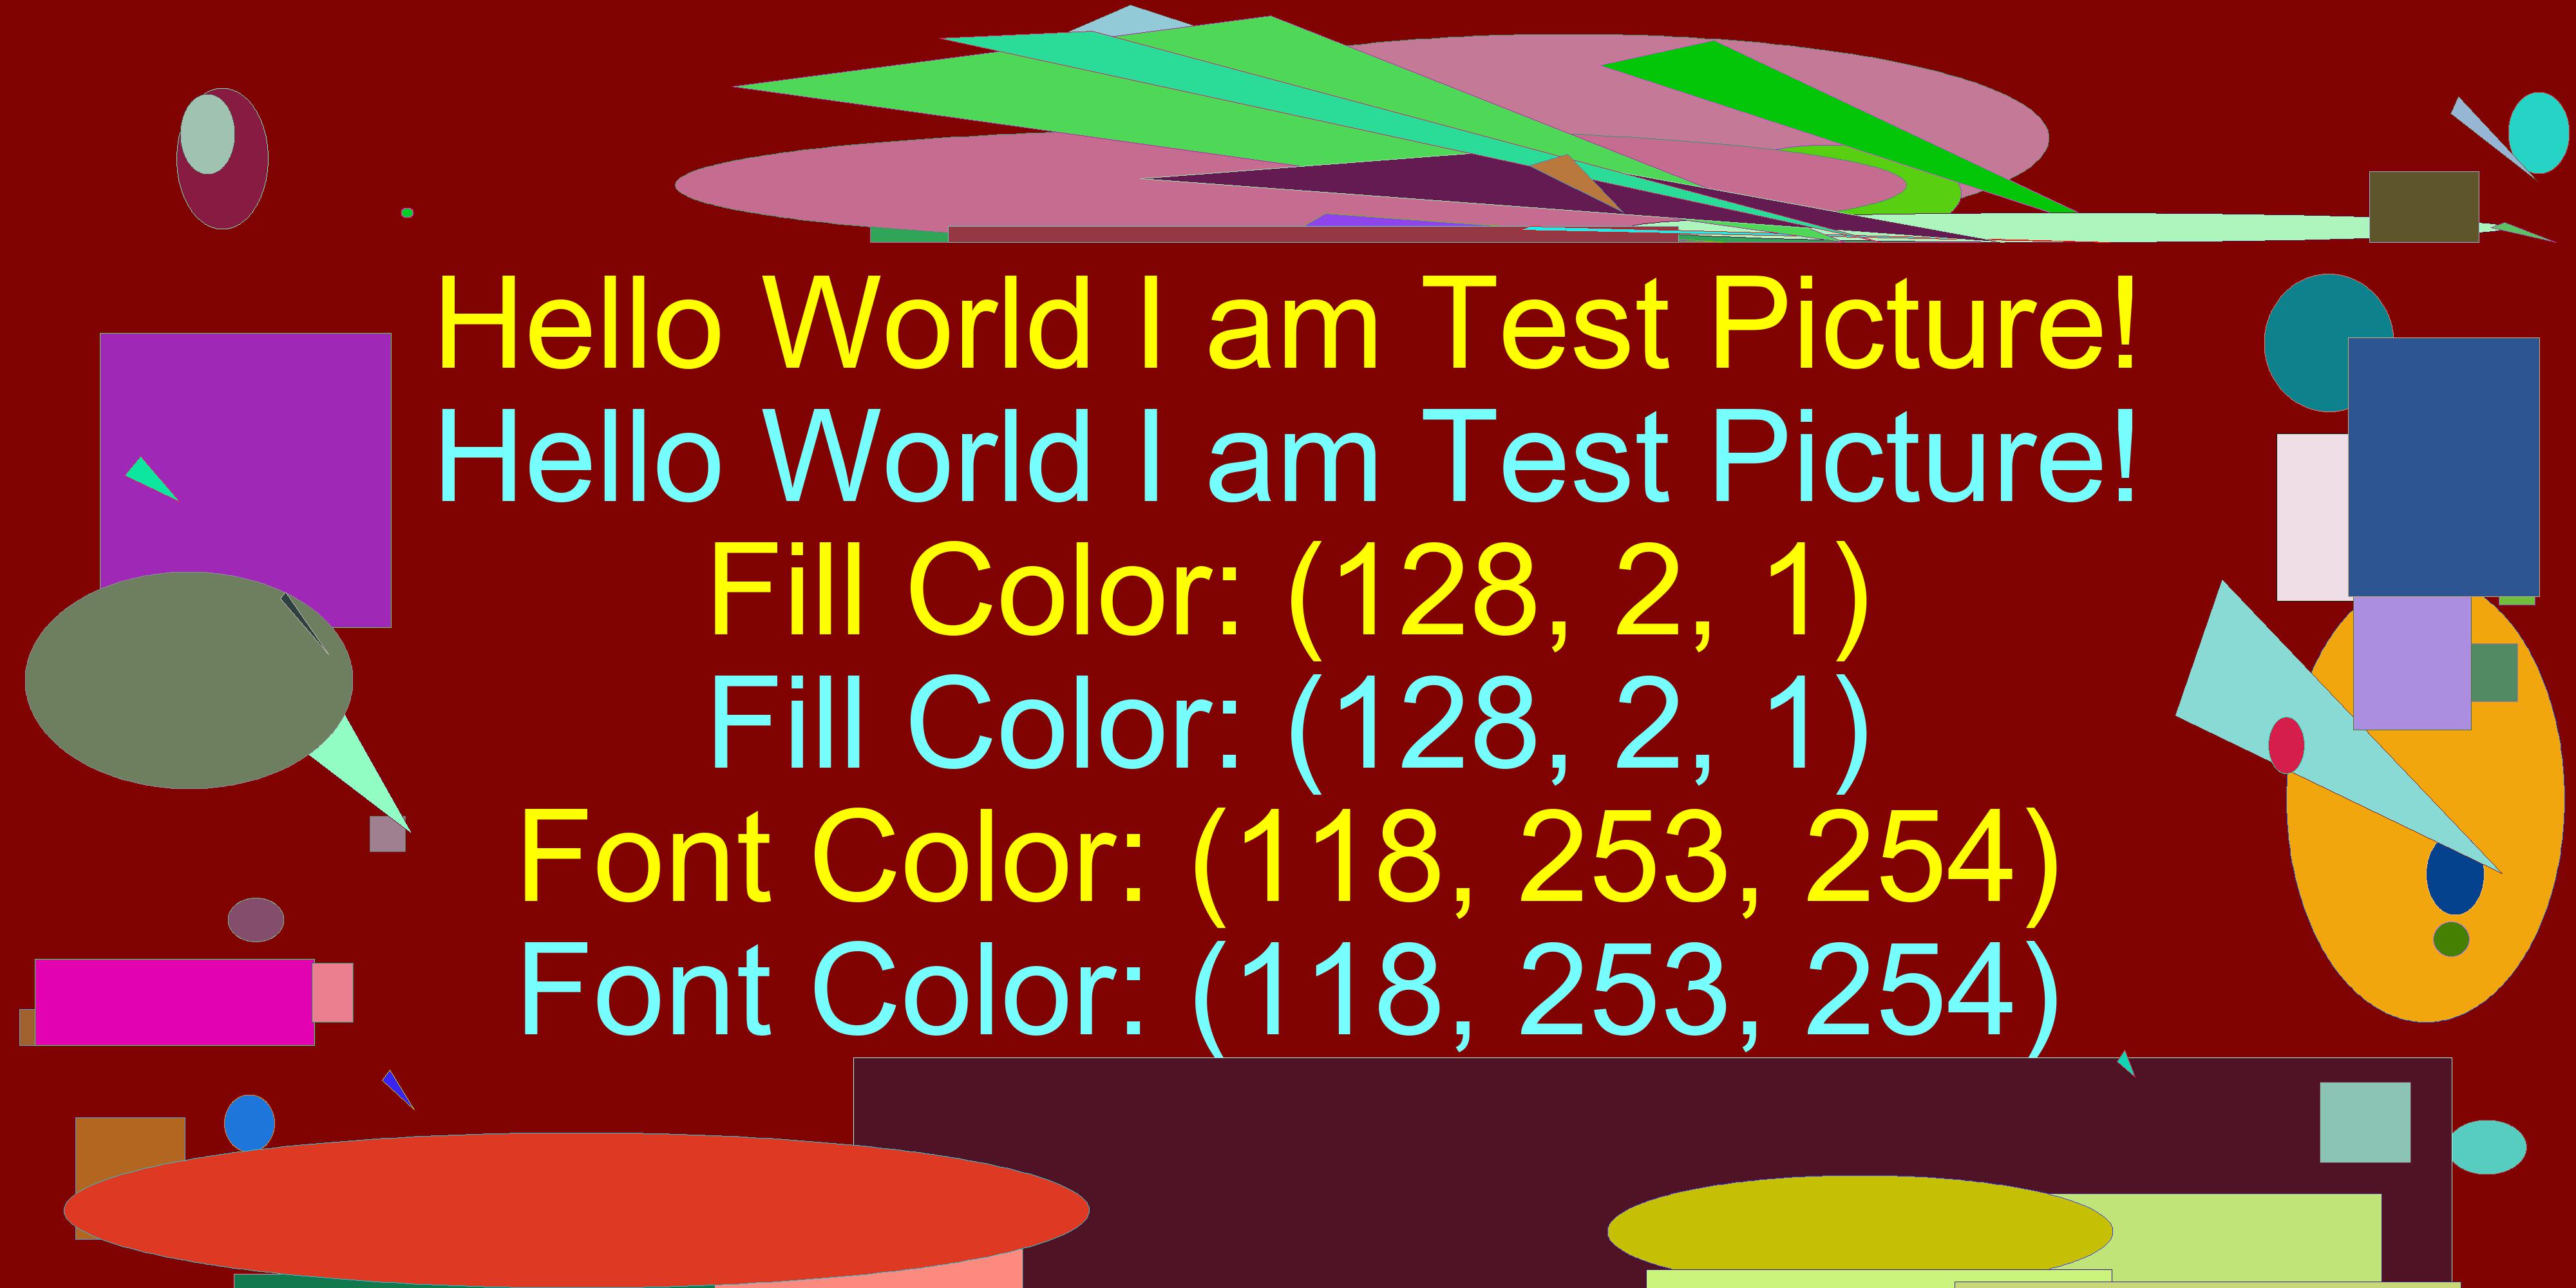 Hello World I am Test Picture!
Hello World I am Test Picture!
Fill Color: (128, 2, 1)
Fill Color: (128, 2, 1)
Font Color: (118, 253, 254)
Font Color: (118, 253, 254)